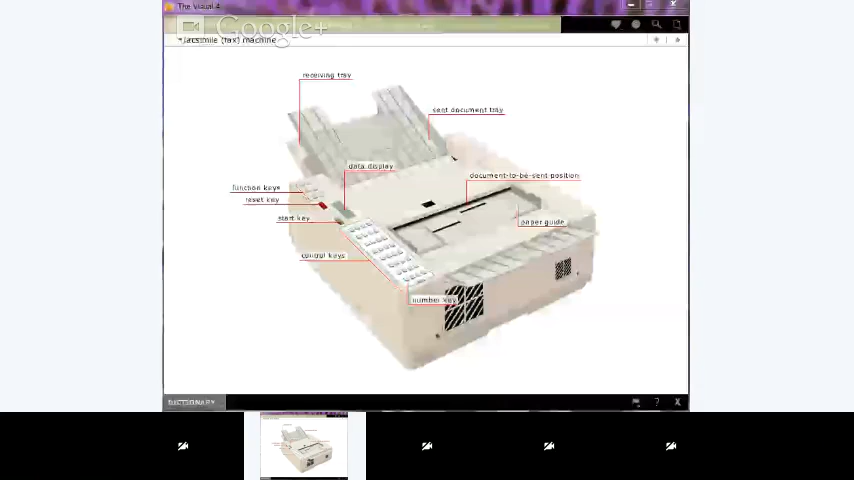 The Visual 4
Google+
facsimile (fax) machine
receiving tray
sent document tray
data display
document-to-be-sent position
function keys
reset key
start key
paper guide
control keys
number key
DICTIONARY
?
X